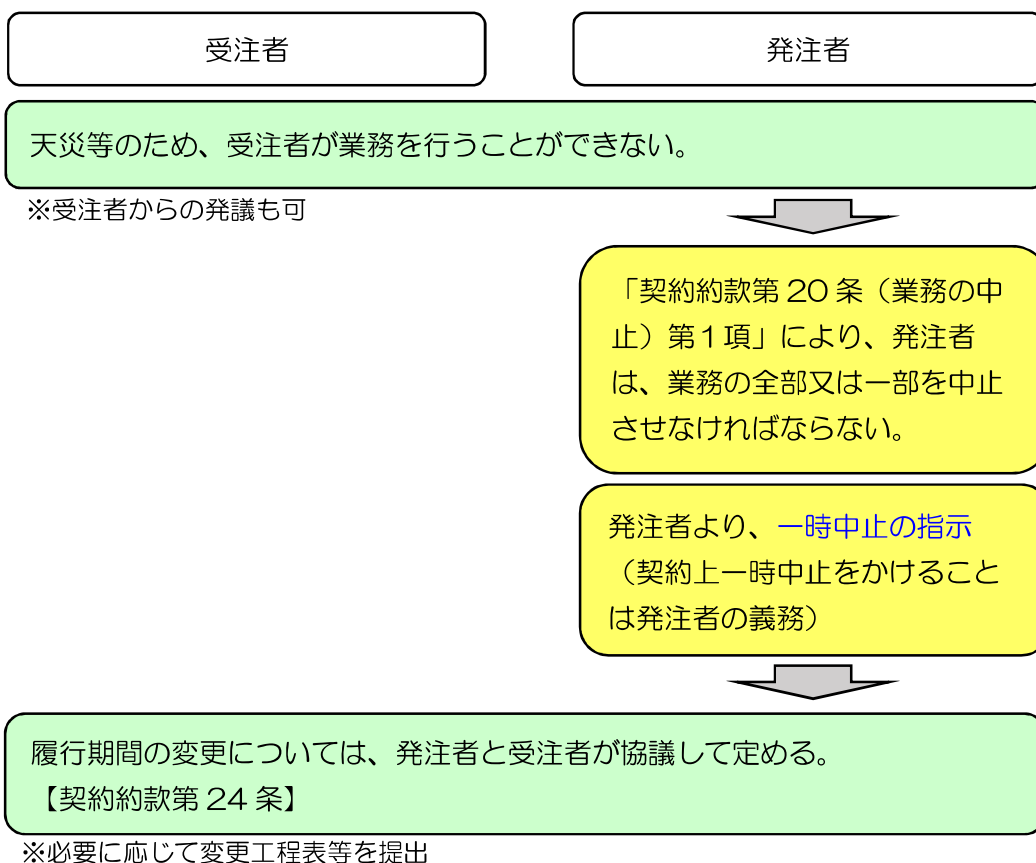 受注者
発注者
天災等のため、受注者が業務を行うことができない。
※受注者からの発議も可
「契約約款第 20 条（業務の中
止）第１項」により、発注者
は、業務の全部又は一部を中止
させなければならない。
発注者より、一時中止の指示
（契約上一時中止をかけること
は発注者の義務）
履行期間の変更については、発注者と受注者が協議して定める。
【契約約款第 24 条】
※必要に応じて変更工程表等を提出